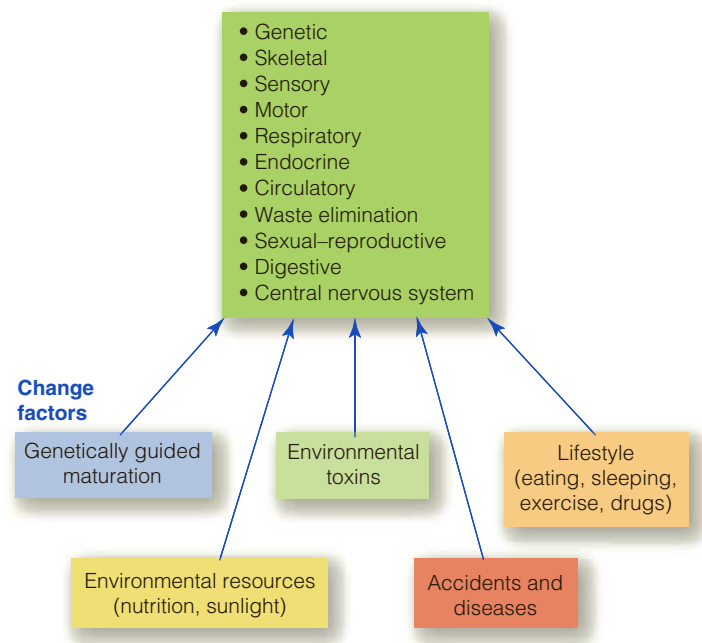 • Genetic
• Skeletal
• Sensory
• Motor
• Respiratory
• Endocrine
• Circulatory
• Waste elimination
• Sexual–reproductive
• Digestive
• Central nervous system
Change
factors
Genetically guided
maturation
Environmental
toxins
Lifestyle
(eating, sleeping,
exercise, drugs)
Environmental resources
(nutrition, sunlight)
Accidents and
diseases